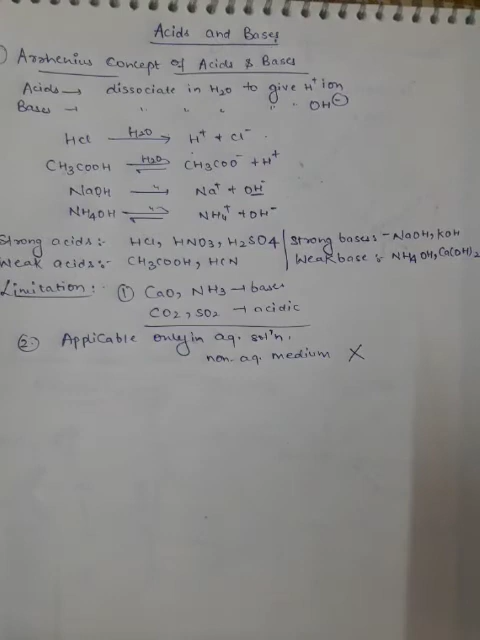 Acids and Bases
① Arrhenius Concept of Acids & Bases
Acids → dissociate in H2O to give H+ ion
Bases → " " " " OH⊖
HCl —H2O→ H+ + Cl-
CH3COOH ⇌H2O CH3COO- + H+
NaOH —"→ Na+ + OH-
NH4OH ⇌" NH4+ + OH-
Strong acids:- HCl, HNO3, H2SO4 | Strong bases:- NaOH, KOH
Weak acids:- CH3COOH, HCN | Weak base:- NH4OH, Ca(OH)2
Limitation:- ① CaO, NH3 → bases
CO2, SO2 → acidic
② Applicable only in aq. sol'n.
non. aq. medium X